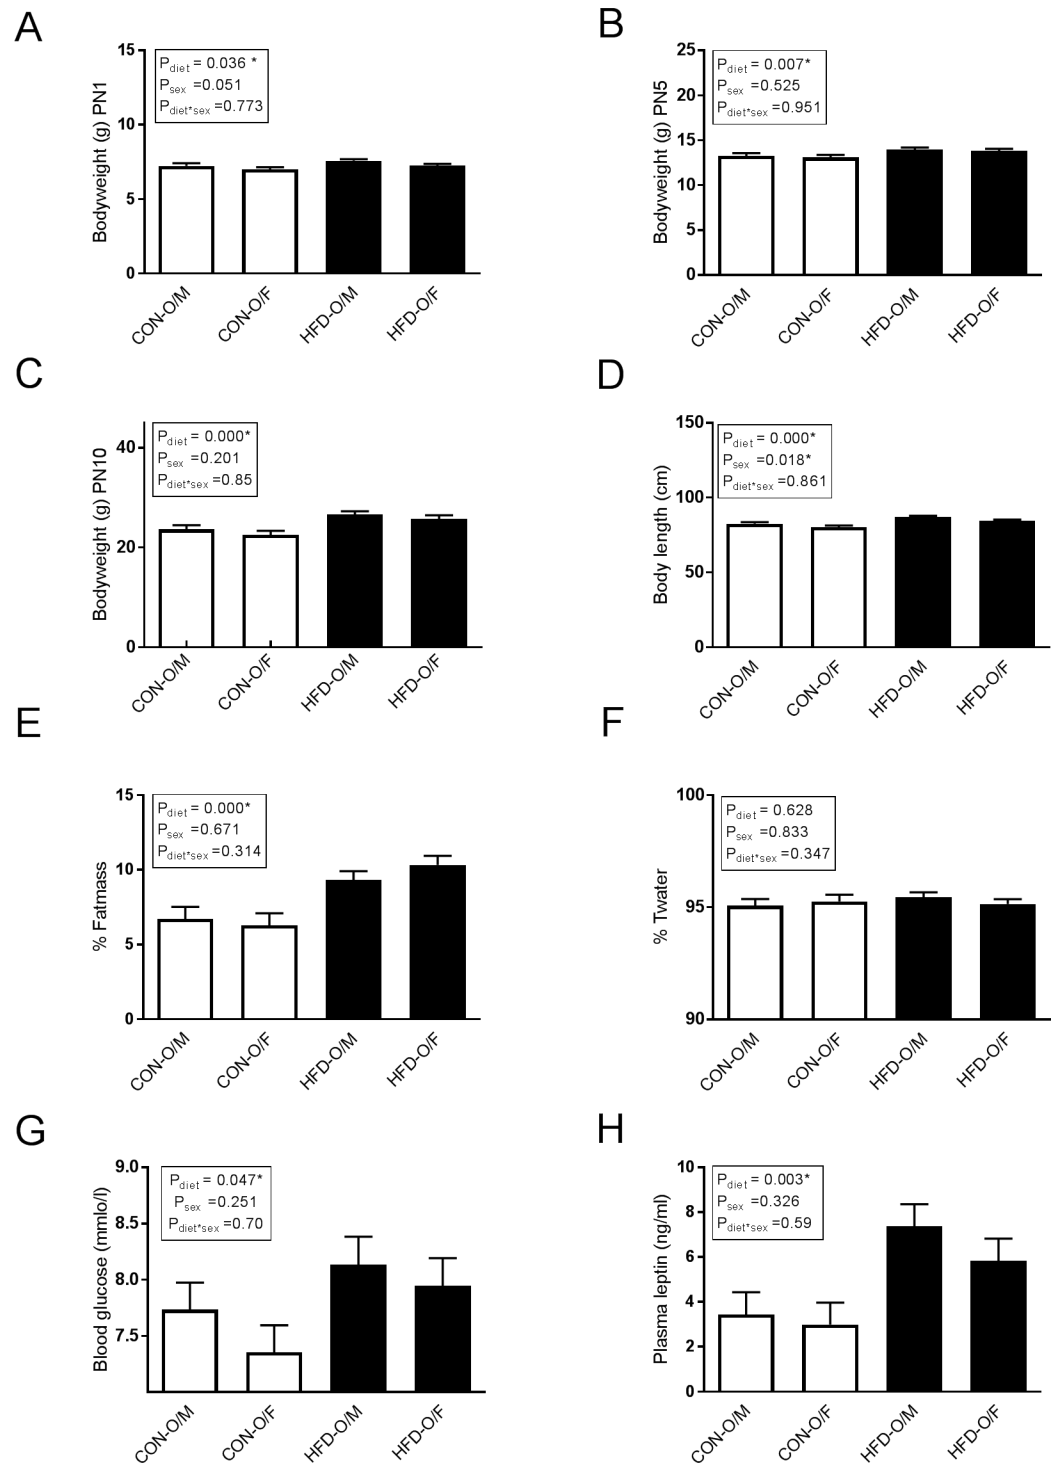 A
Bodyweight (g) PN1
15
10
5
0
Pdiet = 0.036 *
Psex =0.051
Pdiet*sex =0.773
CON-O/M
CON-O/F
HFD-O/M
HFD-O/F
B
Bodyweight (g) PN5
25
20
15
10
5
0
Pdiet = 0.007*
Psex =0.525
Pdiet*sex =0.951
CON-O/M
CON-O/F
HFD-O/M
HFD-O/F
C
Bodyweight (g) PN10
40
20
0
Pdiet = 0.000*
Psex =0.201
Pdiet*sex =0.85
CON-O/M
CON-O/F
HFD-O/M
HFD-O/F
D
Body length (cm)
150
100
50
0
Pdiet = 0.000*
Psex =0.018*
Pdiet*sex =0.861
CON-O/M
CON-O/F
HFD-O/M
HFD-O/F
E
% Fatmass
15
10
5
0
Pdiet = 0.000*
Psex =0.671
Pdiet*sex =0.314
CON-O/M
CON-O/F
HFD-O/M
HFD-O/F
F
% Twater
100
95
90
Pdiet = 0.628
Psex =0.833
Pdiet*sex =0.347
CON-O/M
CON-O/F
HFD-O/M
HFD-O/F
G
Blood glucose (mmlo/l)
9.0
8.5
8.0
7.5
Pdiet = 0.047*
Psex =0.251
Pdiet*sex =0.70
CON-O/M
CON-O/F
HFD-O/M
HFD-O/F
H
Plasma leptin (ng/ml)
10
8
6
4
2
0
Pdiet = 0.003*
Psex =0.326
Pdiet*sex =0.59
CON-O/M
CON-O/F
HFD-O/M
HFD-O/F